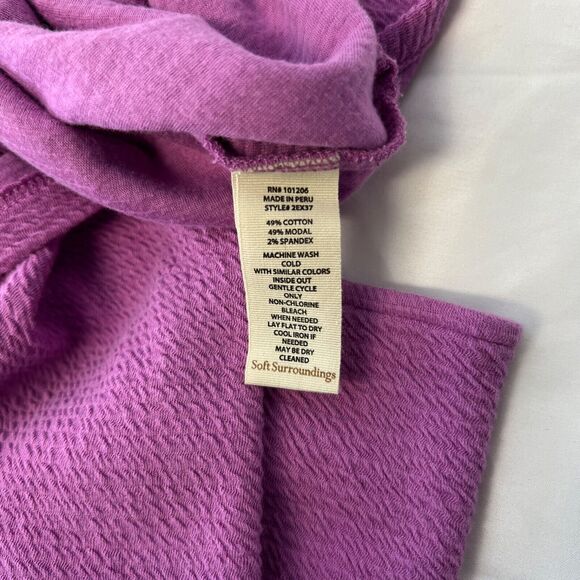 RN# 101206
MADE IN PERU
STYLE# 2EX37
49% COTTON
49% MODAL
2% SPANDEX
MACHINE WASH
COLD
WITH SIMILAR COLORS
INSIDE OUT
GENTLE CYCLE
ONLY
NON-CHLORINE
BLEACH
WHEN NEEDED
LAY FLAT TO DRY
COOL IRON IF
NEEDED
MAY BE DRY
CLEANED
Soft Surroundings